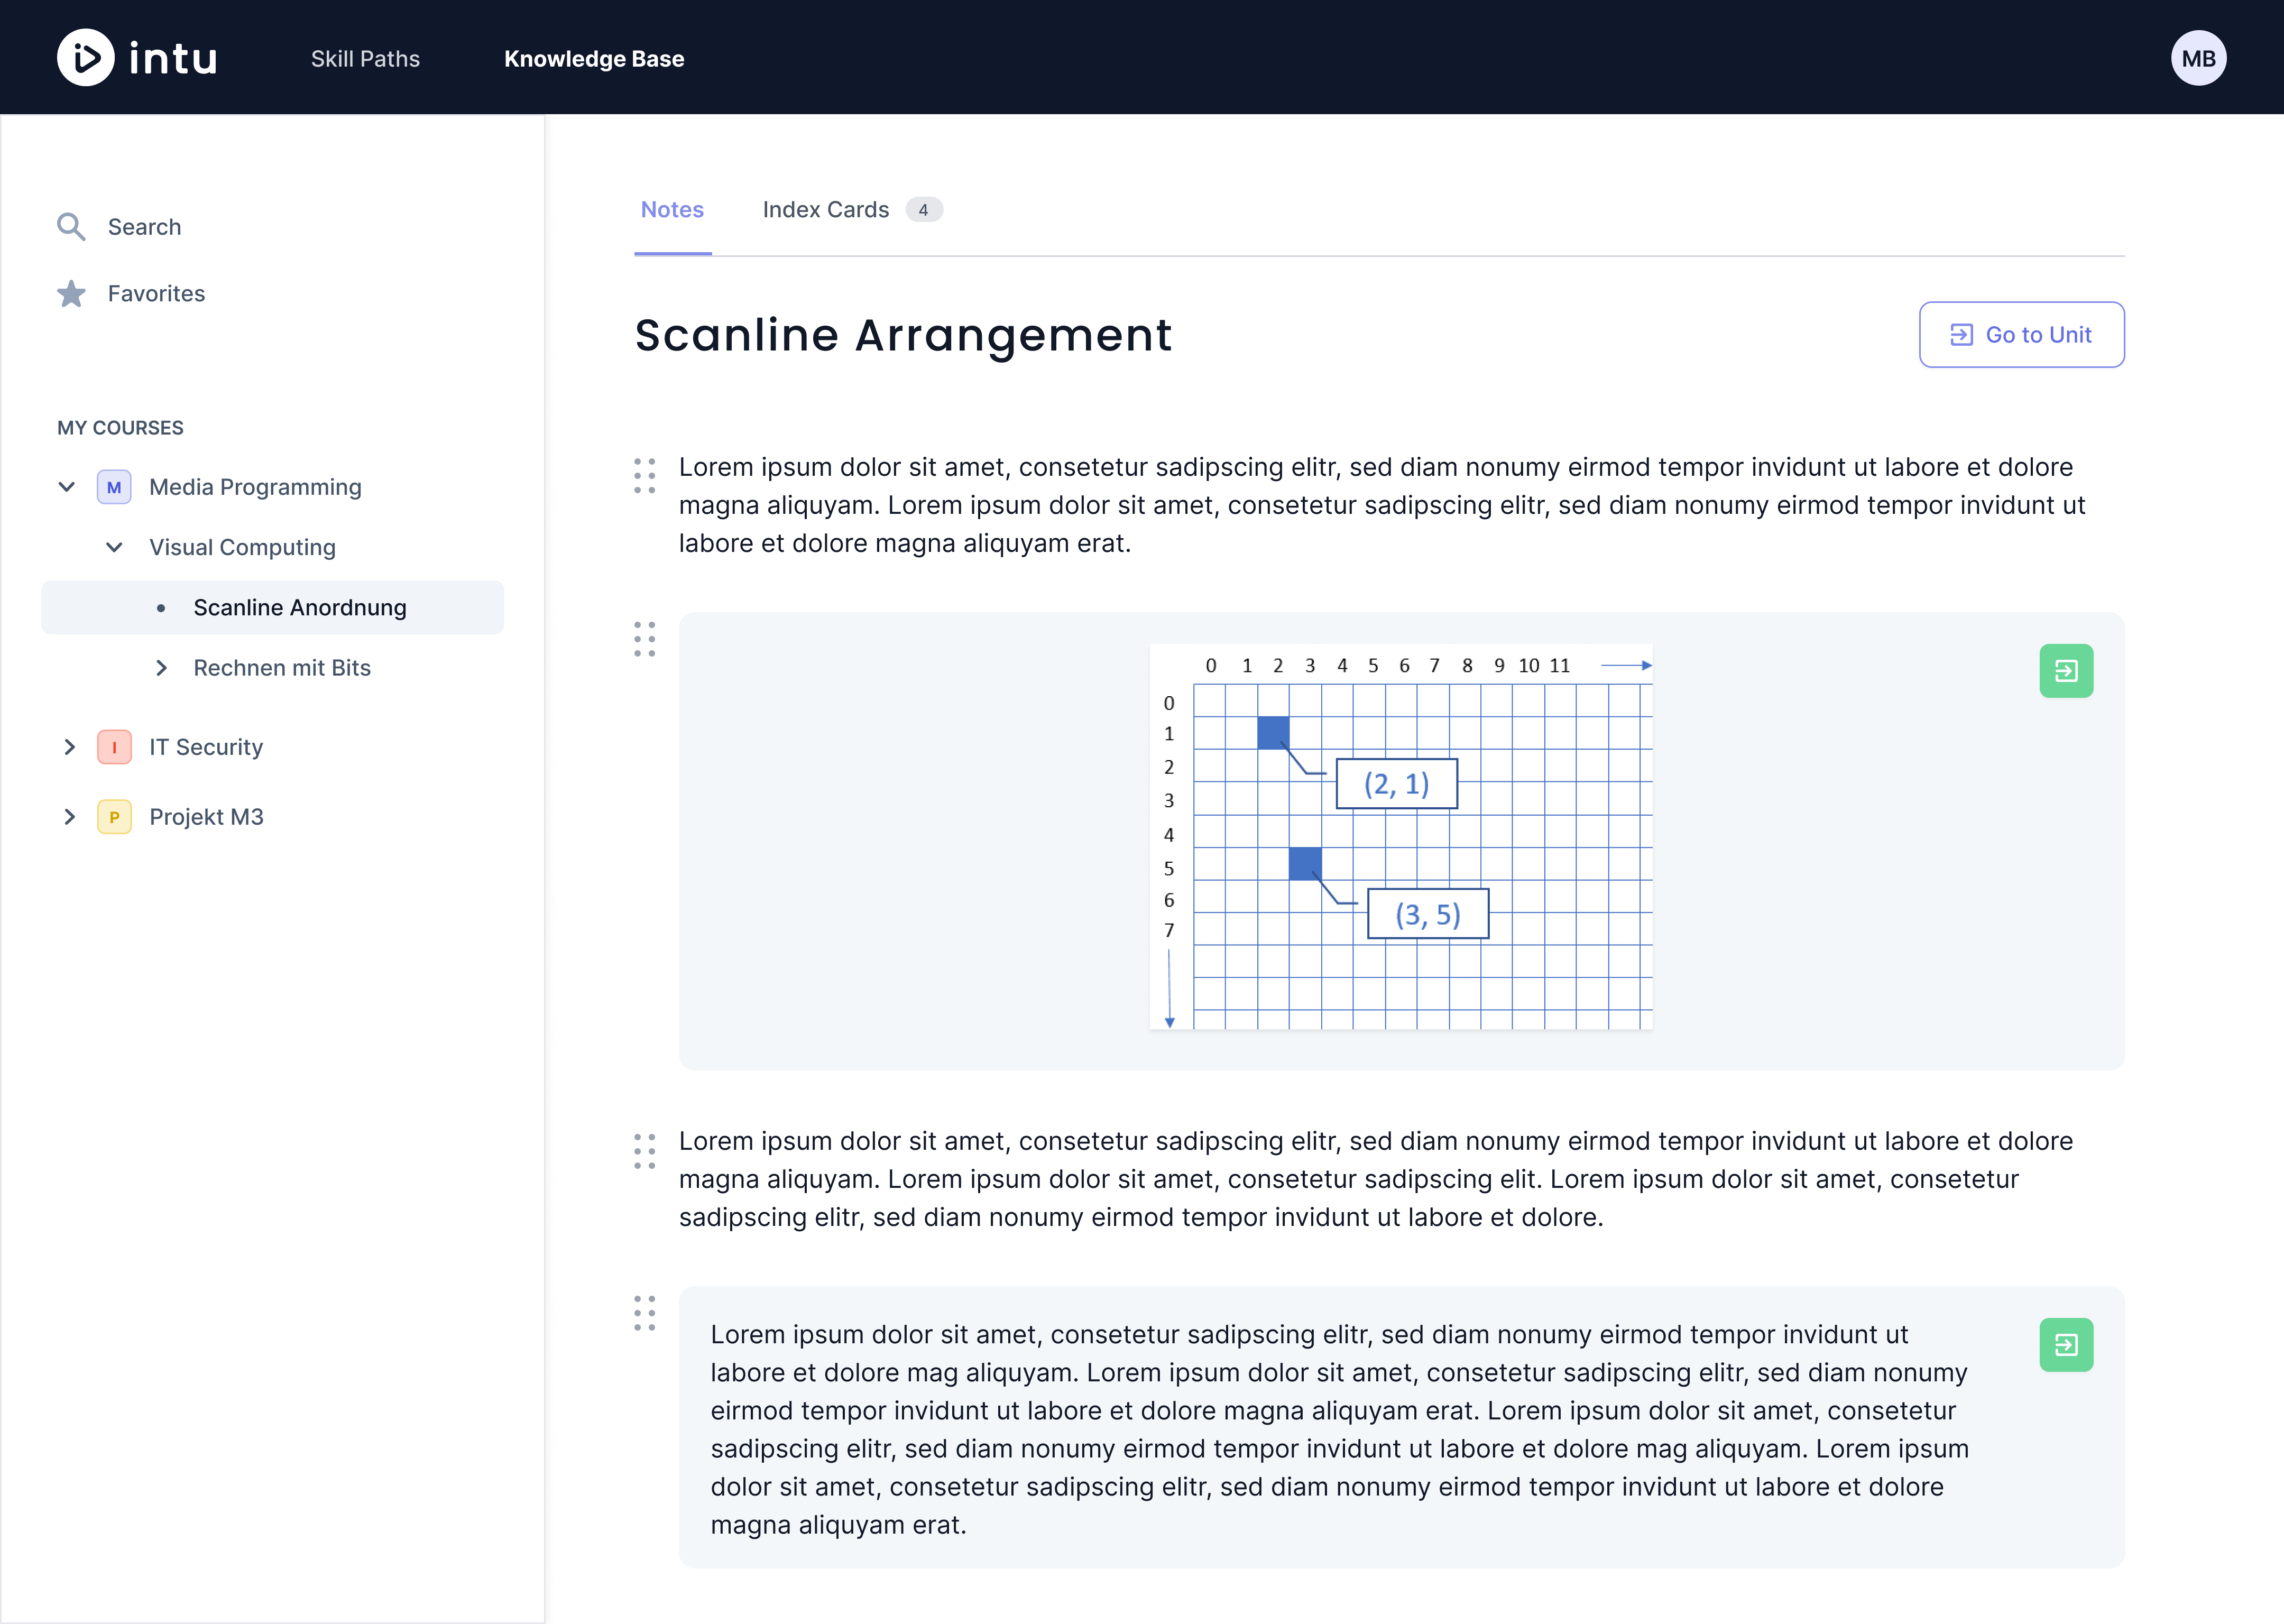 intu
Skill Paths
Knowledge Base
MB
Search
Favorites
MY COURSES
M
Media Programming
Visual Computing
Scanline Anordnung
Rechnen mit Bits
I
IT Security
P
Projekt M3
Notes
Index Cards
4
Scanline Arrangement
Go to Unit
Lorem ipsum dolor sit amet, consetetur sadipscing elitr, sed diam nonumy eirmod tempor invidunt ut labore et dolore
magna aliquyam. Lorem ipsum dolor sit amet, consetetur sadipscing elitr, sed diam nonumy eirmod tempor invidunt ut
labore et dolore magna aliquyam erat.
0 1 2 3 4 5 6 7 8 9 10 11
0
1
2
3
4
5
6
7
(2, 1)
(3, 5)
Lorem ipsum dolor sit amet, consetetur sadipscing elitr, sed diam nonumy eirmod tempor invidunt ut labore et dolore
magna aliquyam. Lorem ipsum dolor sit amet, consetetur sadipscing elit. Lorem ipsum dolor sit amet, consetetur
sadipscing elitr, sed diam nonumy eirmod tempor invidunt ut labore et dolore.
Lorem ipsum dolor sit amet, consetetur sadipscing elitr, sed diam nonumy eirmod tempor invidunt ut
labore et dolore mag aliquyam. Lorem ipsum dolor sit amet, consetetur sadipscing elitr, sed diam nonumy
eirmod tempor invidunt ut labore et dolore magna aliquyam erat. Lorem ipsum dolor sit amet, consetetur
sadipscing elitr, sed diam nonumy eirmod tempor invidunt ut labore et dolore mag aliquyam. Lorem ipsum
dolor sit amet, consetetur sadipscing elitr, sed diam nonumy eirmod tempor invidunt ut labore et dolore
magna aliquyam erat.